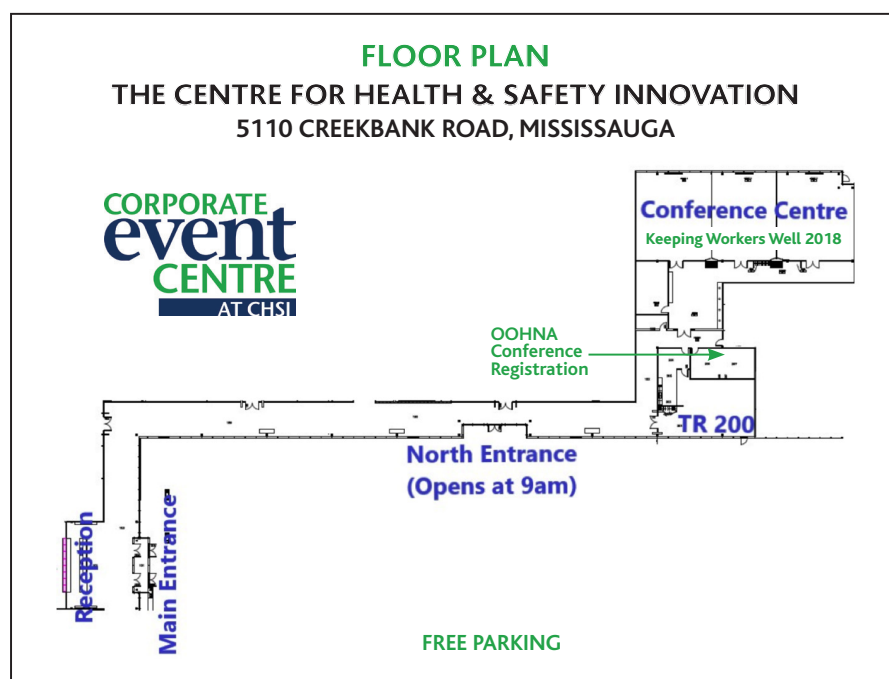 FLOOR PLAN
THE CENTRE FOR HEALTH & SAFETY INNOVATION
5110 CREEKBANK ROAD, MISSISSAUGA
CORPORATE
event
CENTRE
AT CHSI
Conference Centre
Keeping Workers Well 2018
OOHNA
Conference
Registration
TR 200
North Entrance
(Opens at 9am)
Reception
Main Entrance
FREE PARKING